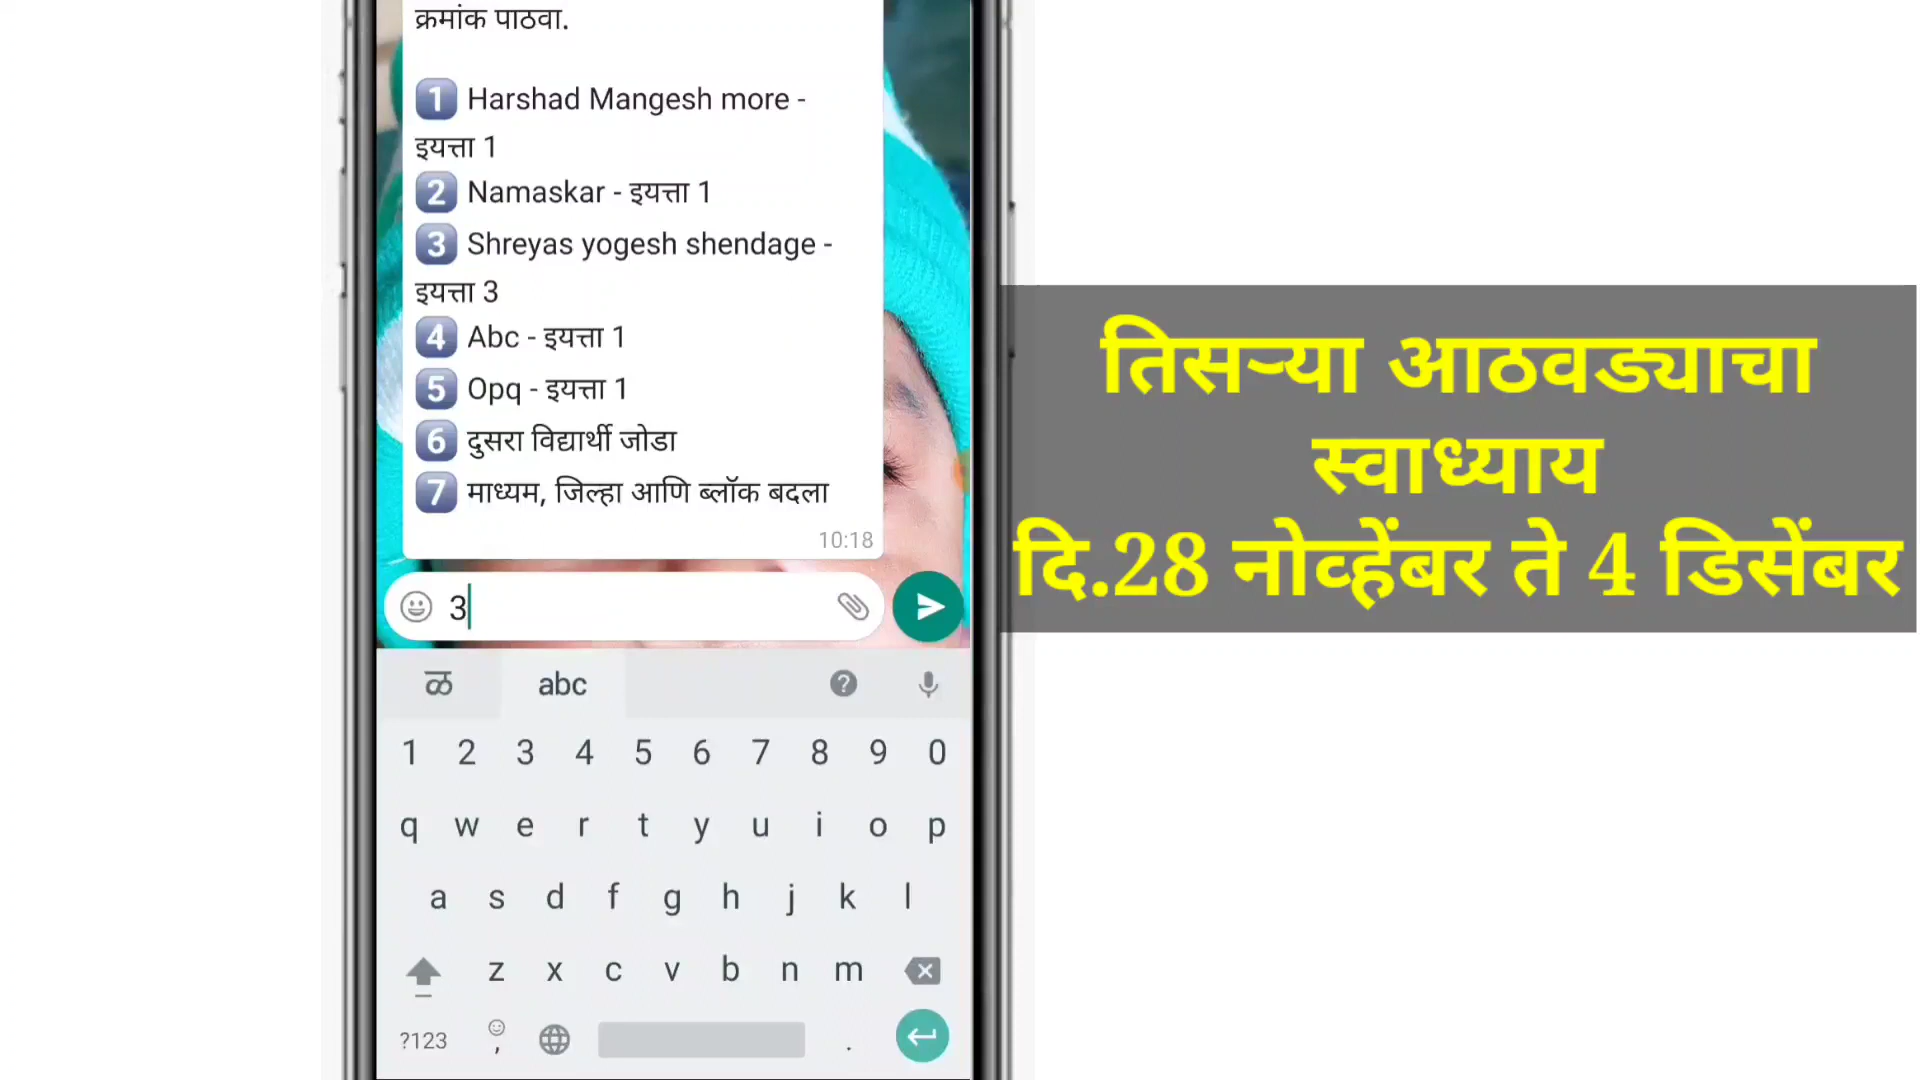 क्रमांक पाठवा.
1 Harshad Mangesh more -
इयत्ता 1
2 Namaskar - इयत्ता 1
3 Shreyas yogesh shendage -
इयत्ता 3
4 Abc - इयत्ता 1
5 Opq - इयत्ता 1
6 दुसरा विद्यार्थी जोडा
7 माध्यम, जिल्हा आणि ब्लॉक बदला
10:18
3
ळ abc
1 2 3 4 5 6 7 8 9 0
q w e r t y u i o p
a s d f g h j k l
z x c v b n m
?123 , .
तिसऱ्या आठवड्याचा
स्वाध्याय
दि.28 नोव्हेंबर ते 4 डिसेंबर